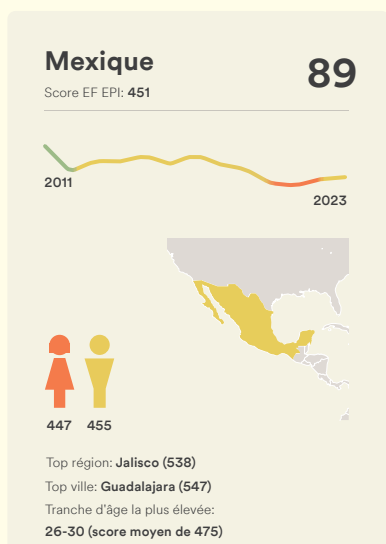 Mexique
89
Score EF EPI: 451
2011
2023
447 455
Top région: Jalisco (538)
Top ville: Guadalajara (547)
Tranche d'âge la plus élevée:
26-30 (score moyen de 475)